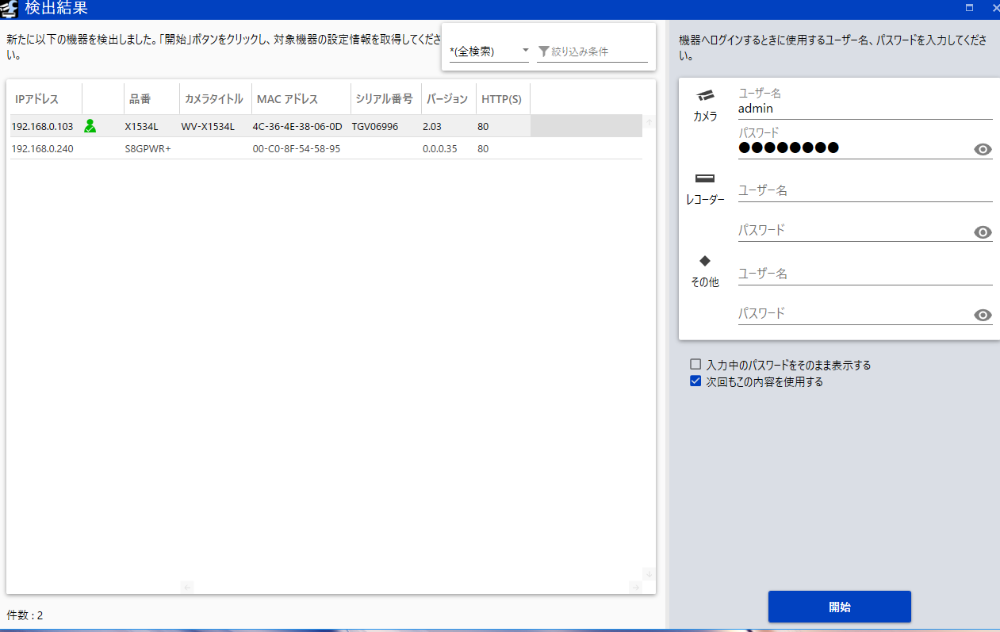 検出結果
新たに以下の機器を検出しました。「開始」ボタンをクリックし、対象機器の設定情報を取得してくださ
い。
*(全検索) 絞り込み条件
IPアドレス 品番 カメラタイトル MAC アドレス シリアル番号 バージョン HTTP(S)
192.168.0.103 X1534L WV-X1534L 4C-36-4E-38-06-0D TGV06996 2.03 80
192.168.0.240 S8GPWR+ 00-C0-8F-54-58-95 0.0.0.35 80
件数 : 2
機器へログインするときに使用するユーザー名、パスワードを入力してくださ
い。
カメラ
ユーザー名
admin
パスワード
●●●●●●●●
レコーダー
ユーザー名
パスワード
その他
ユーザー名
パスワード
入力中のパスワードをそのまま表示する
次回もこの内容を使用する
開始